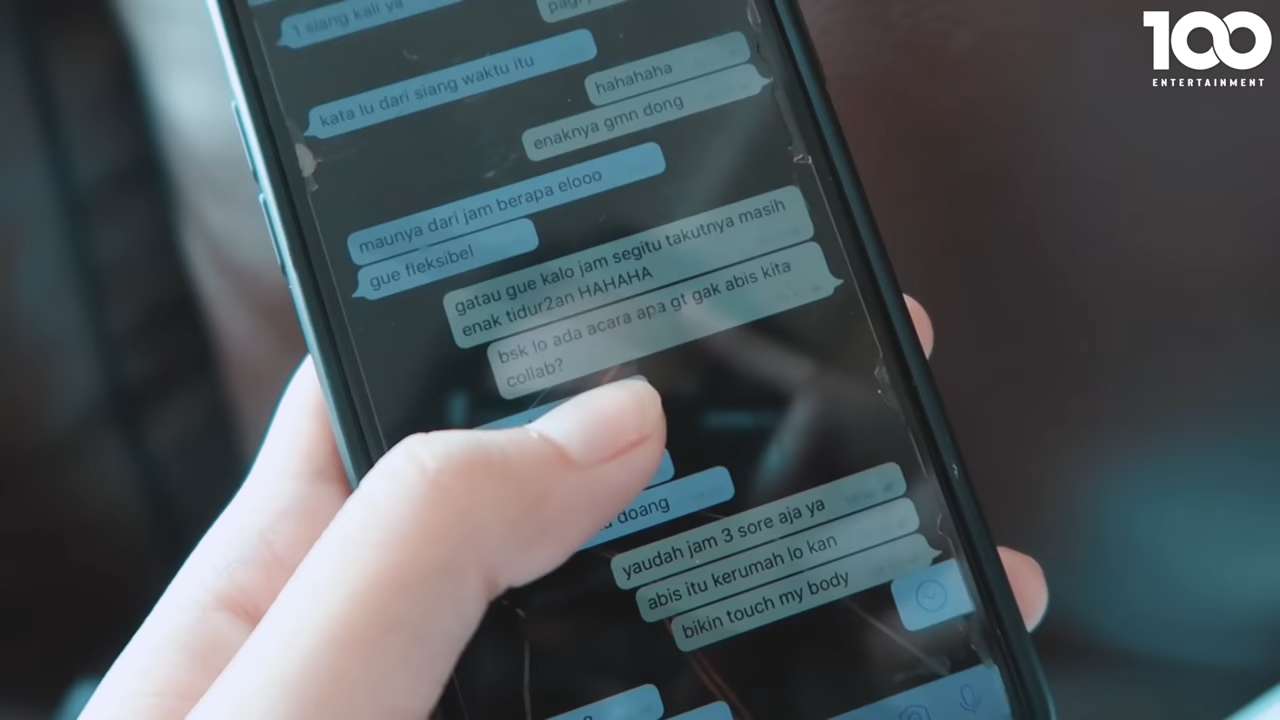 100
ENTERTAINMENT
1 siang kali ya
kata lu dari siang waktu itu
hahahaha
enaknya gmn dong
maunya dari jam berapa elooo
gue fleksibel
gatau gue kalo jam segitu takutnya masih
enak tidur2an HAHAHA
bsk lo ada acara apa gt gak abis kita
collab?
doang
yaudah jam 3 sore aja ya
abis itu kerumah lo kan
bikin touch my body